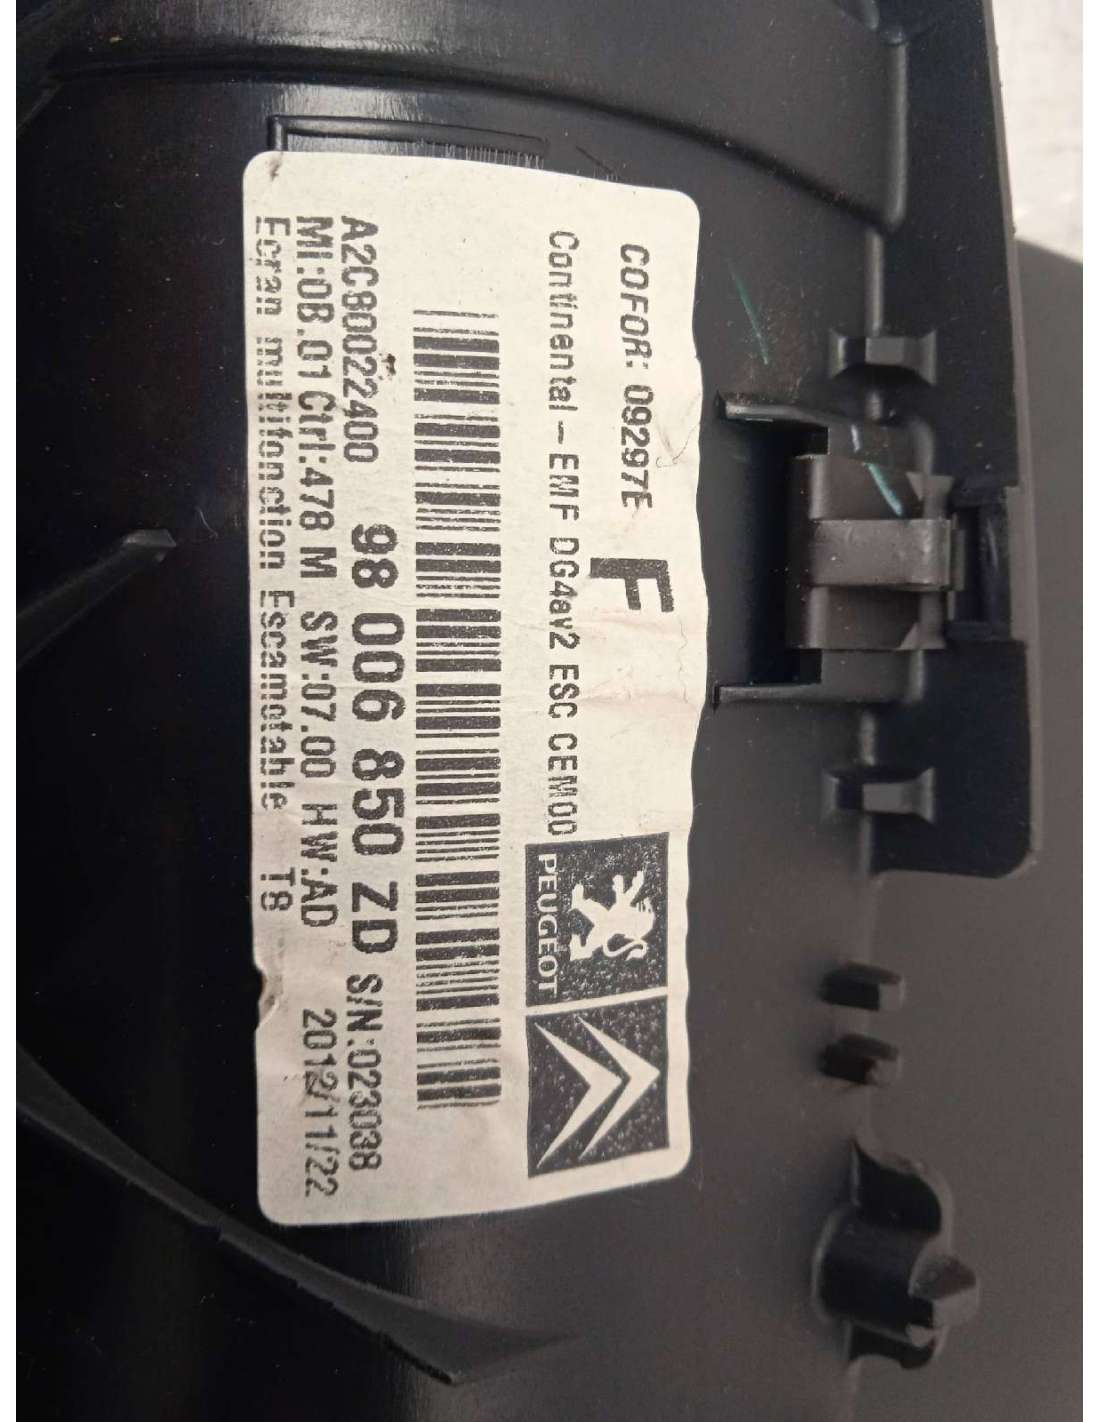 COFOR: 09297E F
Continental-EMF DG4av2 ESC CEM00
PEUGEOT
A2C80022400 98 006 850 ZD S/N:023038
MI:0B.01 Ctrl:478 M SW:07.00 HW:AD 2012/11/22
Ecran multifonction Escamotable T8